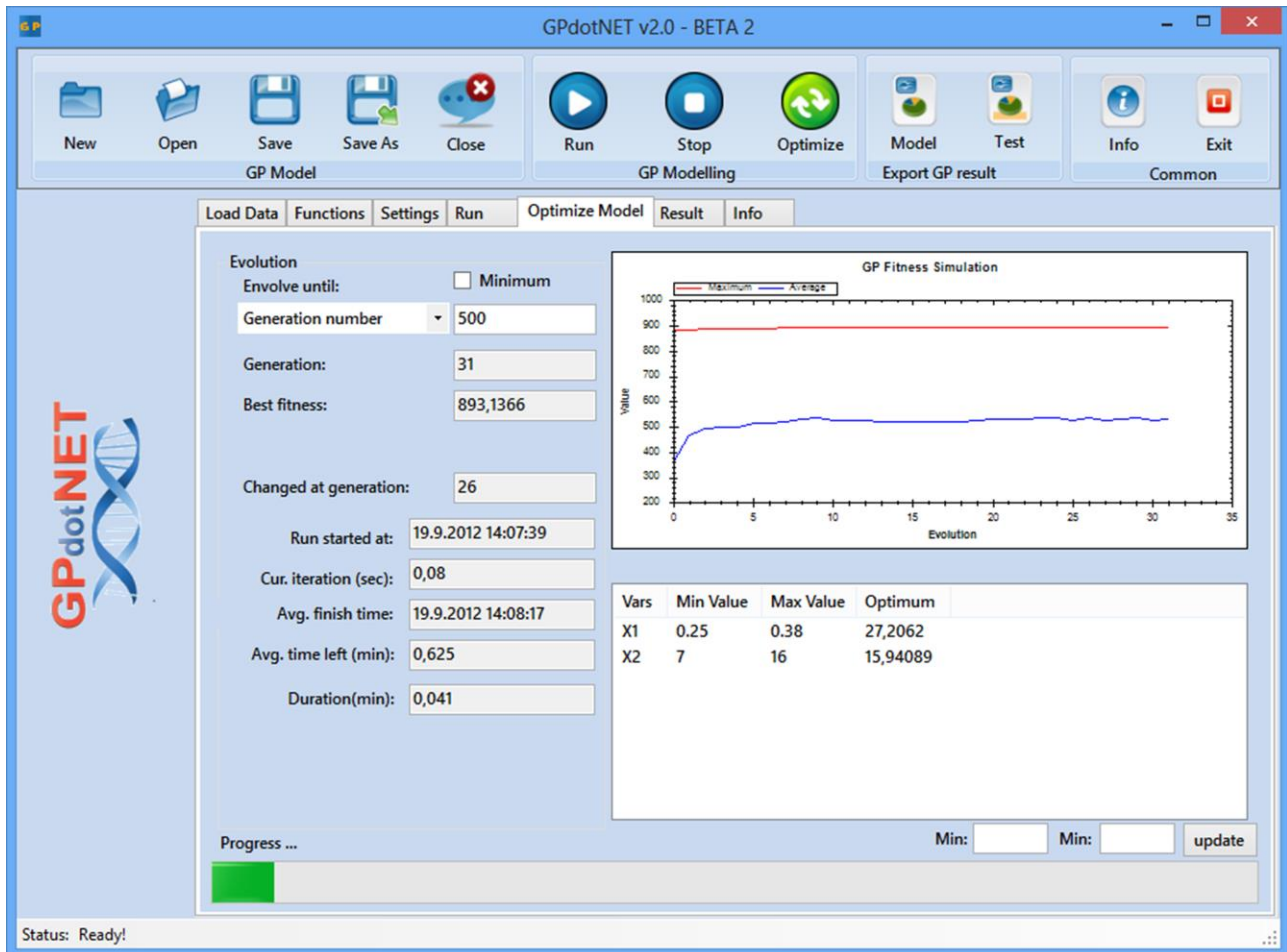 GP
GPdotNET v2.0 - BETA 2
New Open Save Save As Close
GP Model
Run Stop Optimize
GP Modelling
Model Test
Export GP result
Info Exit
Common
GPdotNET
Load Data Functions Settings Run Optimize Model Result Info
Evolution
Envolve until: Minimum
Generation number 500
Generation: 31
Best fitness: 893,1366
Changed at generation: 26
Run started at: 19.9.2012 14:07:39
Cur. iteration (sec): 0,08
Avg. finish time: 19.9.2012 14:08:17
Avg. time left (min): 0,625
Duration(min): 0,041
GP Fitness Simulation
Maximum Average
1000
900
800
700
600
500
400
300
200
Value
0 5 10 15 20 25 30 35
Evolution
Vars Min Value Max Value Optimum
X1 0.25 0.38 27,2062
X2 7 16 15,94089
Min: Min: update
Progress ...
Status: Ready!